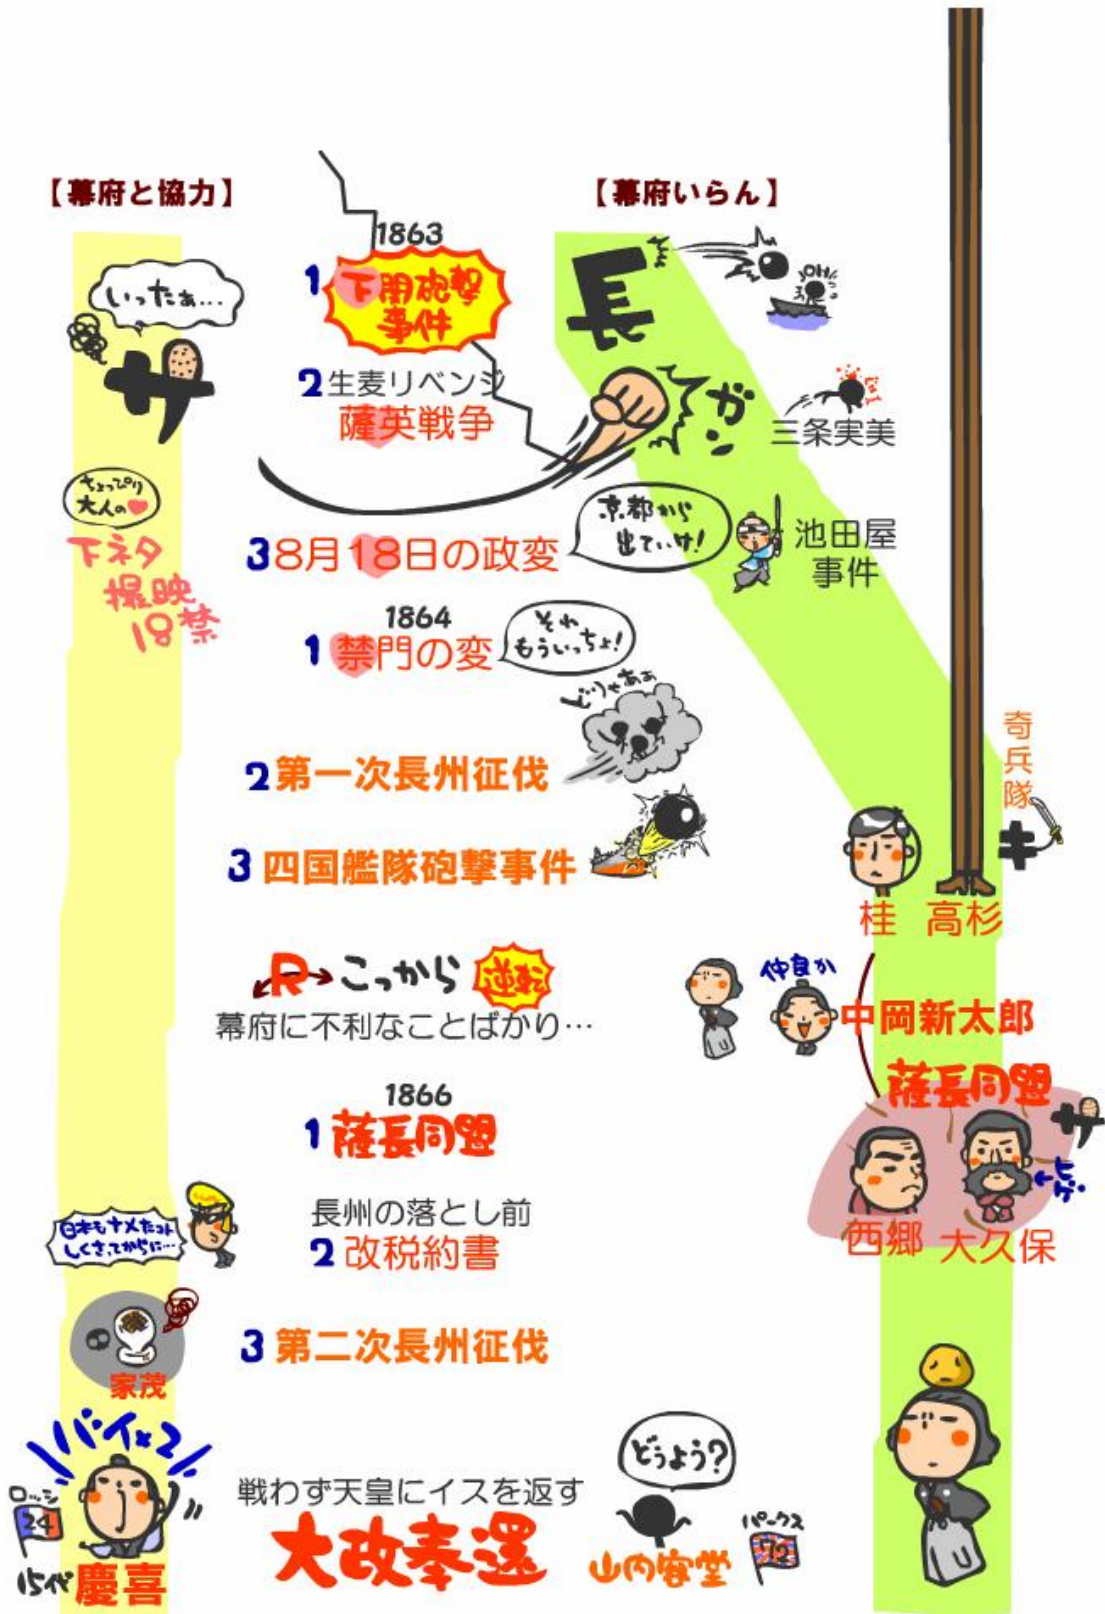 【幕府と協力】
【幕府いらん】
1863
1 下関砲撃
事件
いったぁ…
サ
長
OH!
2 生麦リベンジ
薩英戦争
ガン
三条実美
ちょっぴり
大人の
下ネタ
撮映
18禁
3 8月18日の政変
京都から
出ていけ!
池田屋
事件
1864
1 禁門の変
それ
もういっちょ!
どりゃあぁ
2 第一次長州征伐
奇兵隊
キ
3 四国艦隊砲撃事件
桂 高杉
R こっから 逆転
幕府に不利なことばかり…
仲良か
中岡新太郎
薩長同盟
サ
ヒゲ
西郷 大久保
1866
1 薩長同盟
長州の落とし前
2 改税約書
日本もナメたコト
しくさってからに…
3 第二次長州征伐
家茂
バイ×2
ロッシ
24
15代 慶喜
戦わず天皇にイスを返す
大政奉還
どうよう?
山内容堂
パークス
72